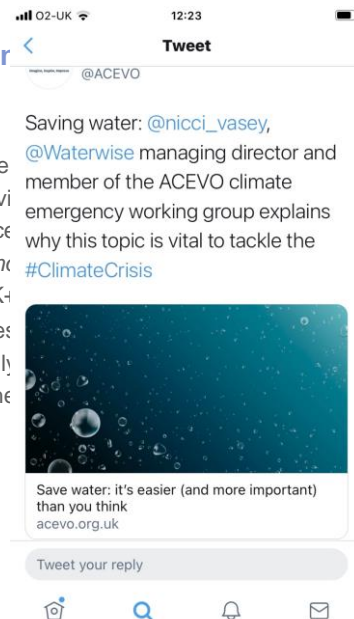 O2-UK 12:23
Tweet
@ACEVO
Saving water: @nicci_vasey,
@Waterwise managing director and
member of the ACEVO climate
emergency working group explains
why this topic is vital to tackle the
#ClimateCrisis
Save water: it's easier (and more important)
than you think
acevo.org.uk
Tweet your reply